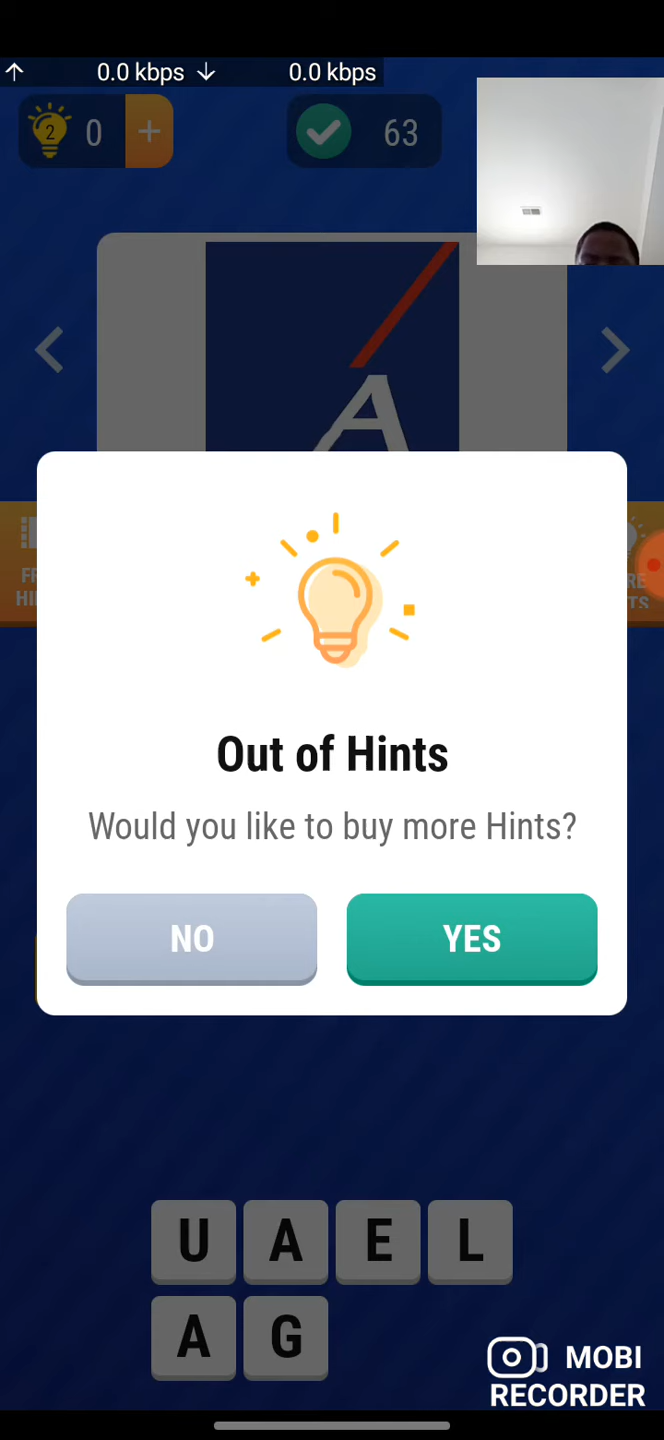 ↑ 0.0 kbps ↓ 0.0 kbps
2 0 + 63
A
Out of Hints
Would you like to buy more Hints?
NO YES
U A E L
A G
MOBI
RECORDER